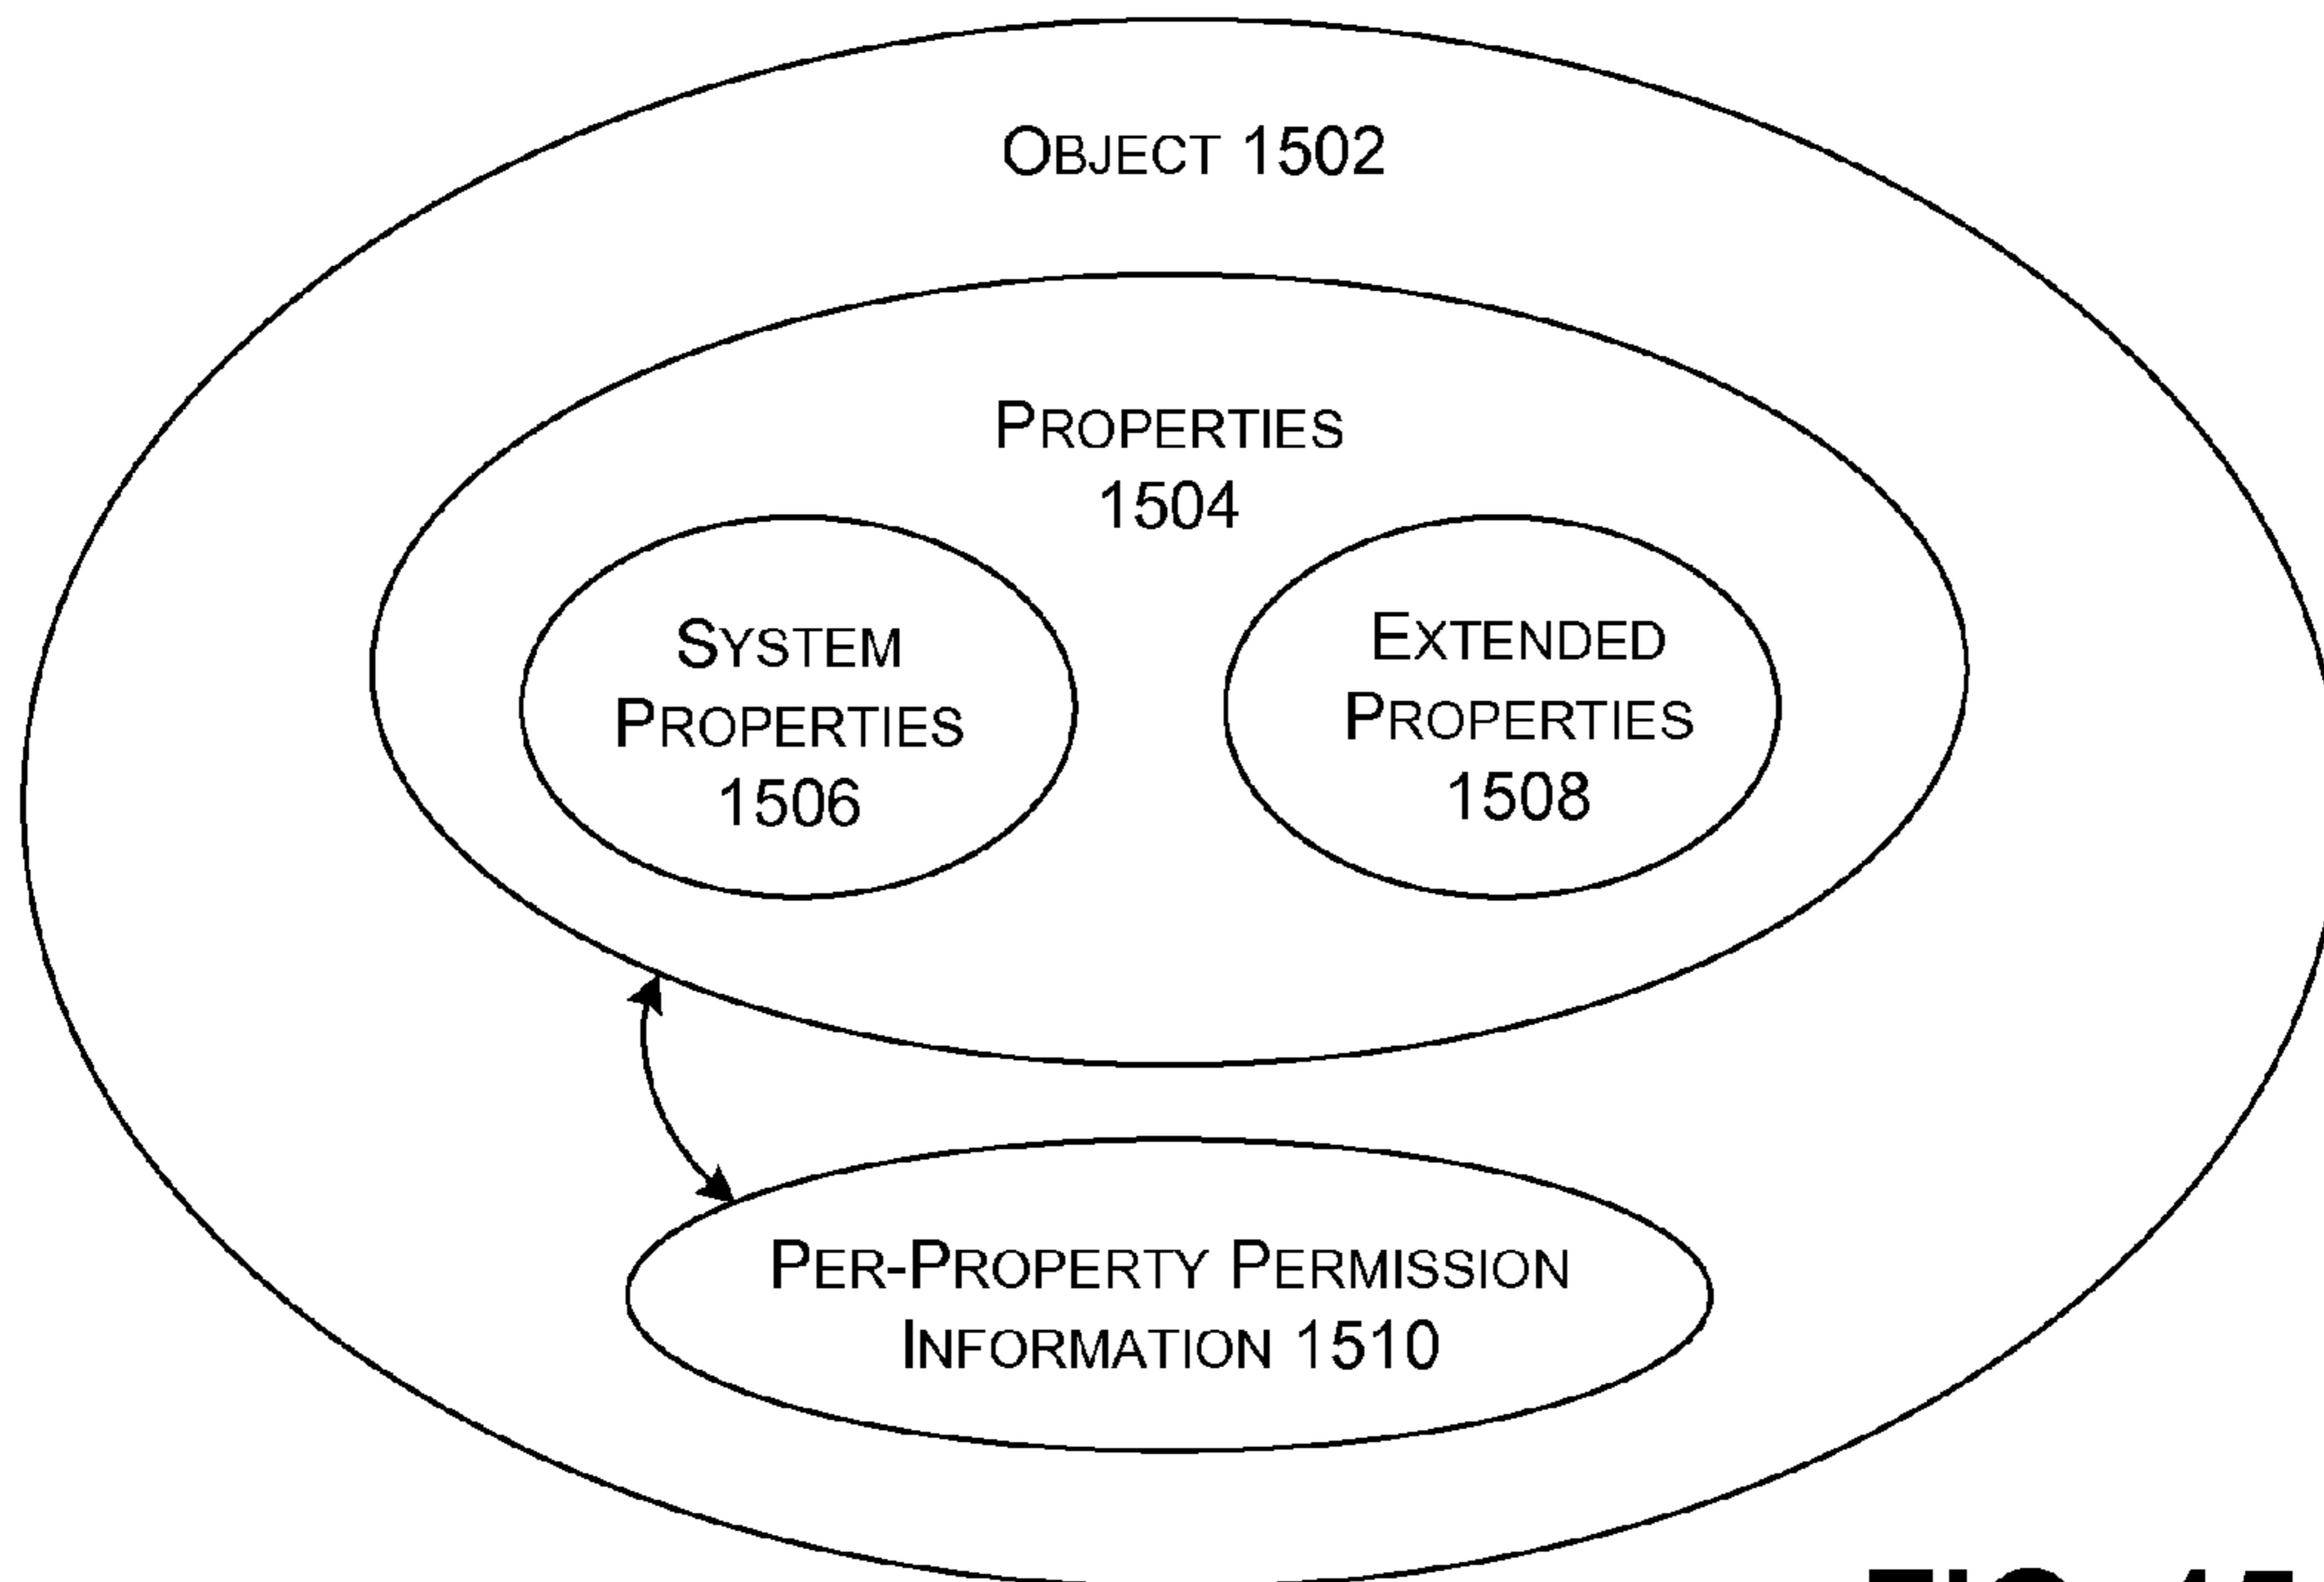 OBJECT 1502
PROPERTIES
1504
SYSTEM
PROPERTIES
1506
EXTENDED
PROPERTIES
1508
PER-PROPERTY PERMISSION
INFORMATION 1510